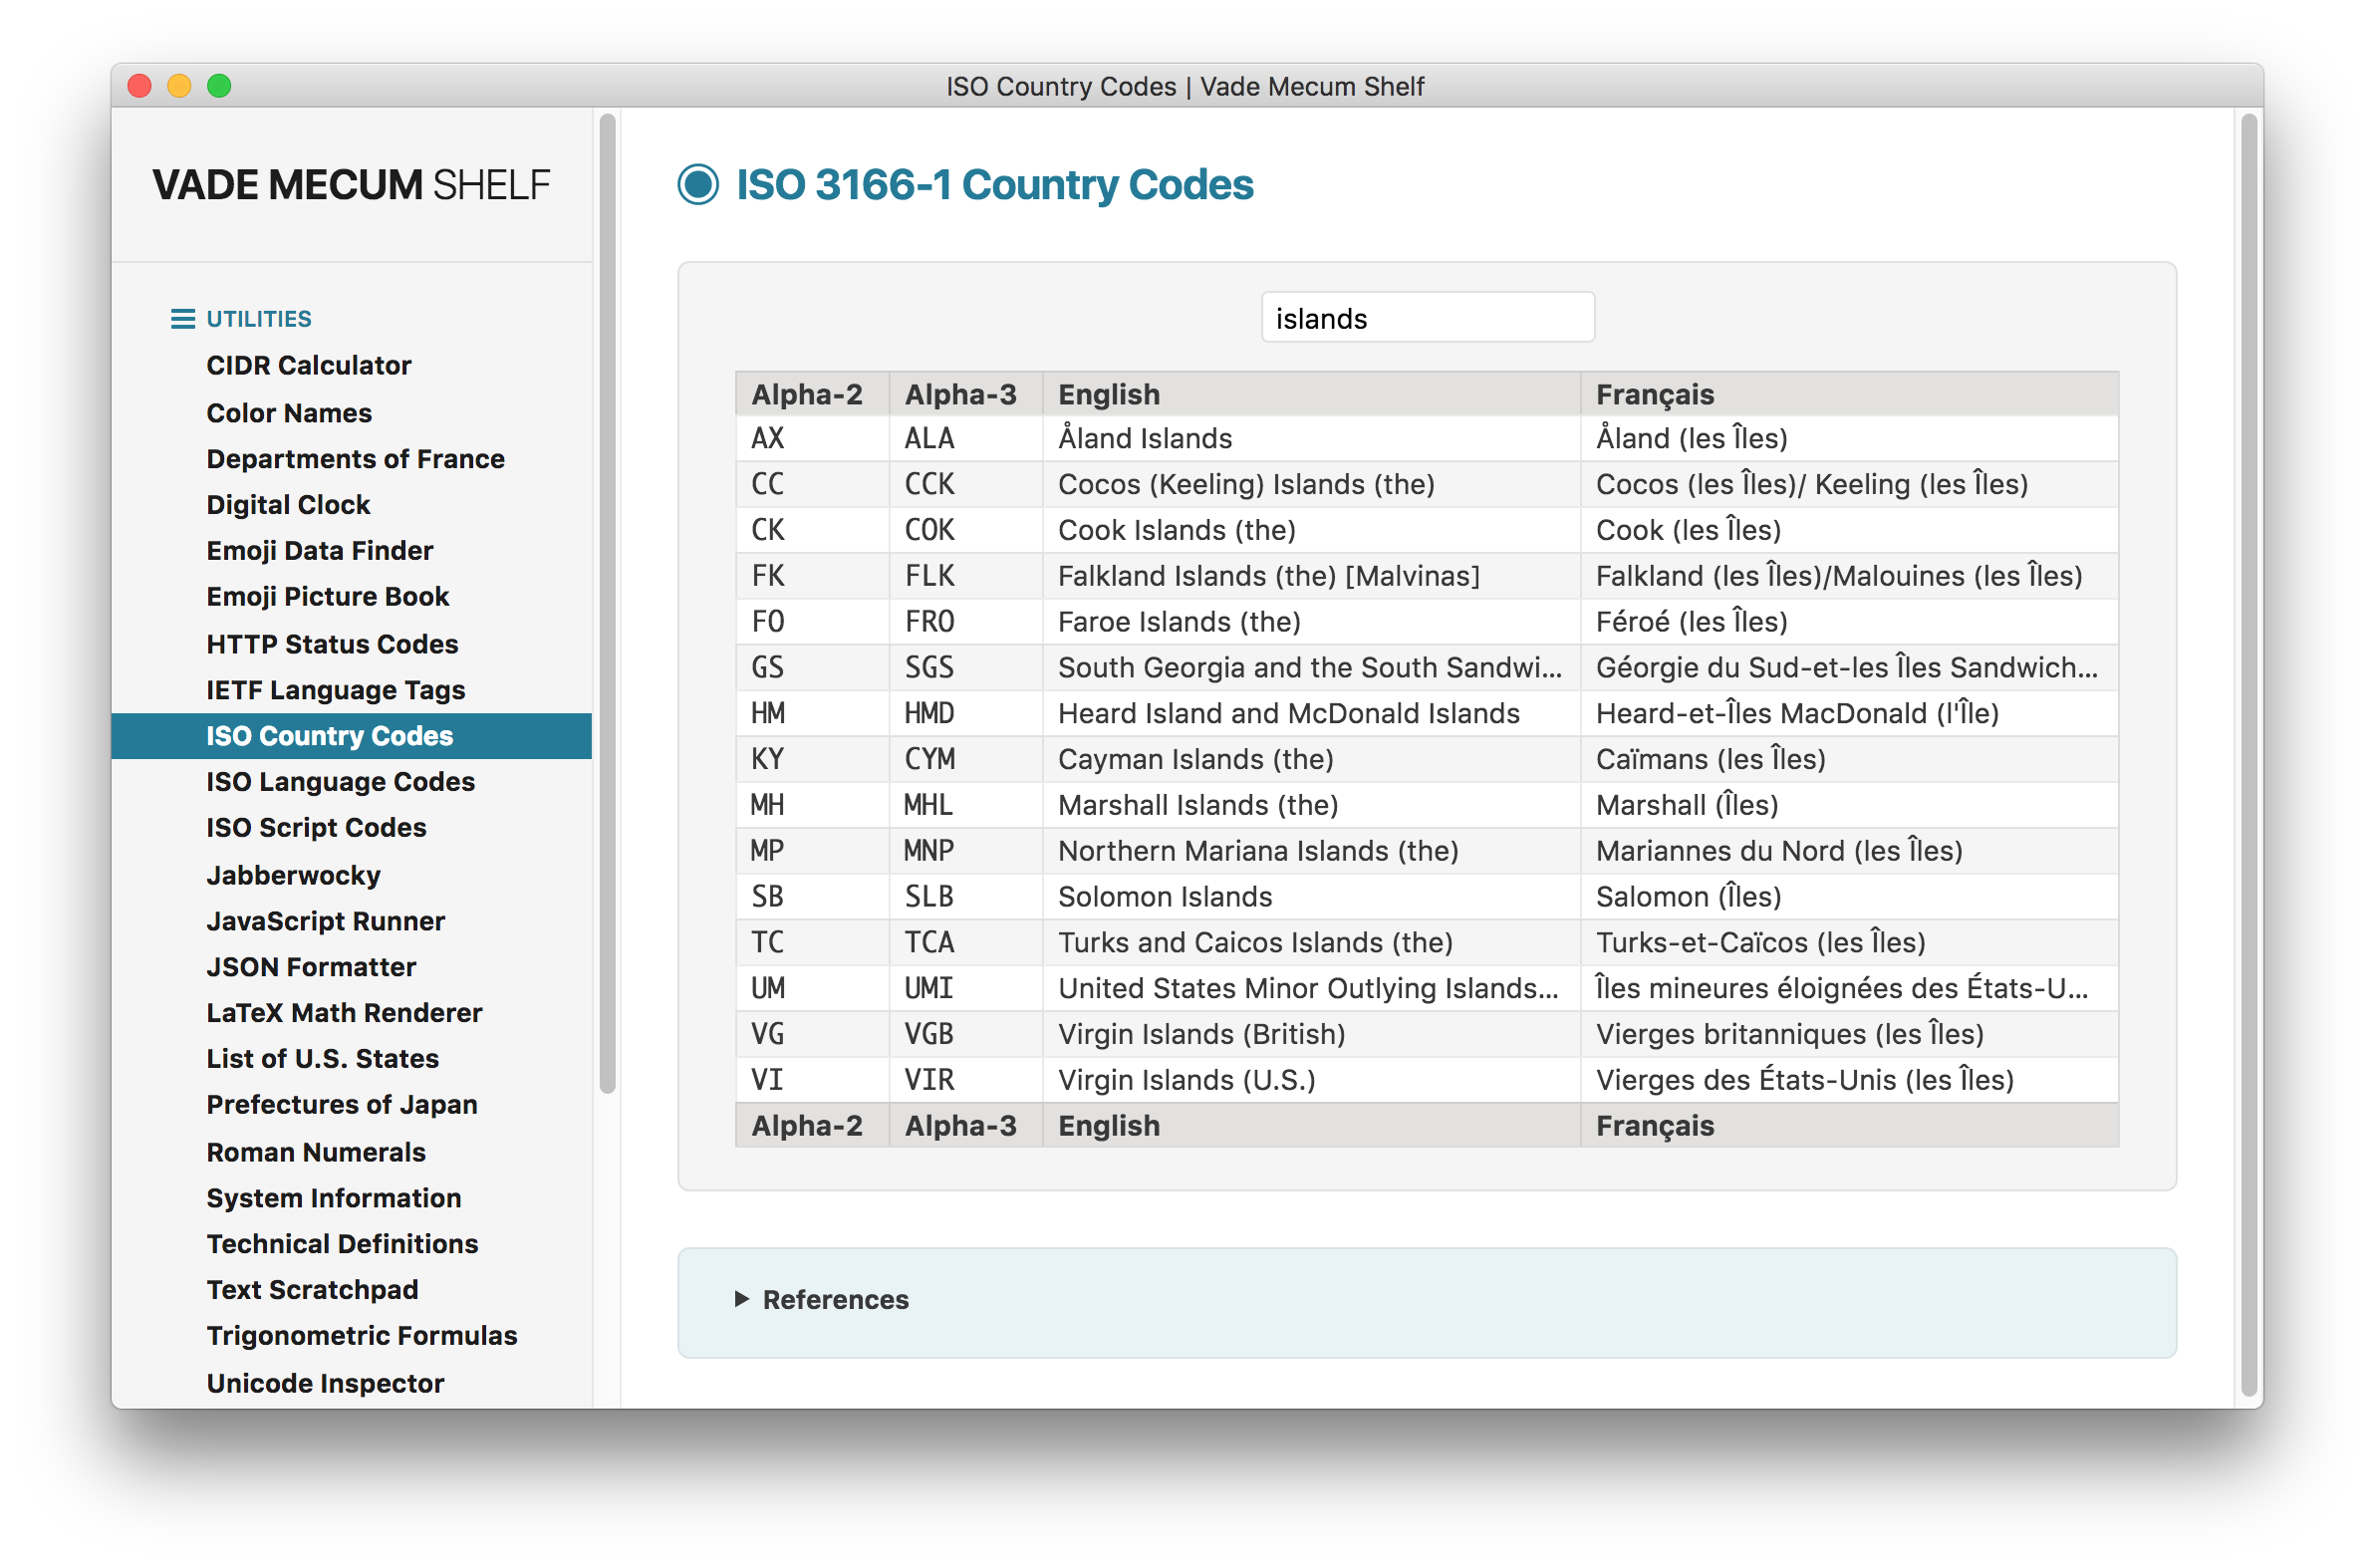 ISO Country Codes | Vade Mecum Shelf
VADE MECUM SHELF
UTILITIES
CIDR Calculator
Color Names
Departments of France
Digital Clock
Emoji Data Finder
Emoji Picture Book
HTTP Status Codes
IETF Language Tags
ISO Country Codes
ISO Language Codes
ISO Script Codes
Jabberwocky
JavaScript Runner
JSON Formatter
LaTeX Math Renderer
List of U.S. States
Prefectures of Japan
Roman Numerals
System Information
Technical Definitions
Text Scratchpad
Trigonometric Formulas
Unicode Inspector
ISO 3166-1 Country Codes
islands
Alpha-2 Alpha-3 English Français
AX ALA Åland Islands Åland (les Îles)
CC CCK Cocos (Keeling) Islands (the) Cocos (les Îles)/ Keeling (les Îles)
CK COK Cook Islands (the) Cook (les Îles)
FK FLK Falkland Islands (the) [Malvinas] Falkland (les Îles)/Malouines (les Îles)
FO FRO Faroe Islands (the) Féroé (les Îles)
GS SGS South Georgia and the South Sandwi... Géorgie du Sud-et-les Îles Sandwich...
HM HMD Heard Island and McDonald Islands Heard-et-Îles MacDonald (l'Île)
KY CYM Cayman Islands (the) Caïmans (les Îles)
MH MHL Marshall Islands (the) Marshall (Îles)
MP MNP Northern Mariana Islands (the) Mariannes du Nord (les Îles)
SB SLB Solomon Islands Salomon (Îles)
TC TCA Turks and Caicos Islands (the) Turks-et-Caïcos (les Îles)
UM UMI United States Minor Outlying Islands... Îles mineures éloignées des États-U...
VG VGB Virgin Islands (British) Vierges britanniques (les Îles)
VI VIR Virgin Islands (U.S.) Vierges des États-Unis (les Îles)
Alpha-2 Alpha-3 English Français
References